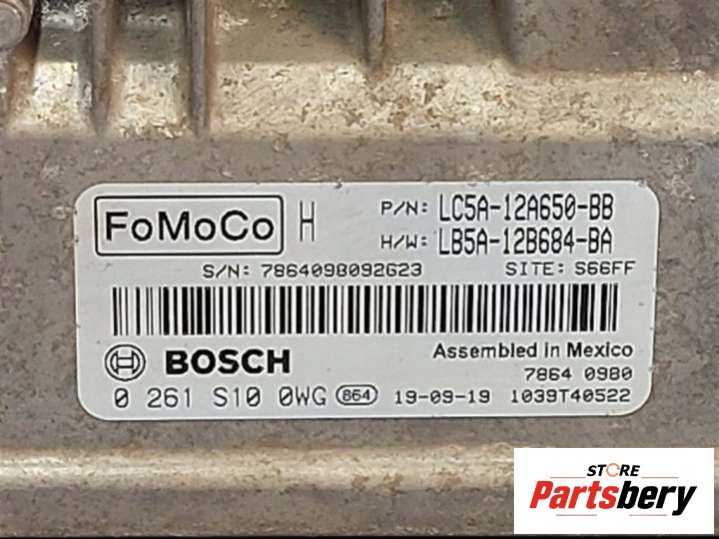 FoMoCo H P/N: LC5A-12A650-BB
H/W: LB5A-12B684-BA
S/N: 7864098092623 SITE: S66FF
BOSCH Assembled in Mexico
7864 0980
0 261 S10 0WG 864 19-09-19 1039T40522
STORE
Partsbery